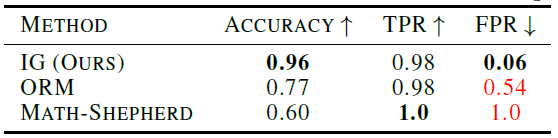 METHOD ACCURACY ↑ TPR ↑ FPR ↓
IG (OURS) 0.96 0.98 0.06
ORM 0.77 0.98 0.54
MATH-SHEPHERD 0.60 1.0 1.0